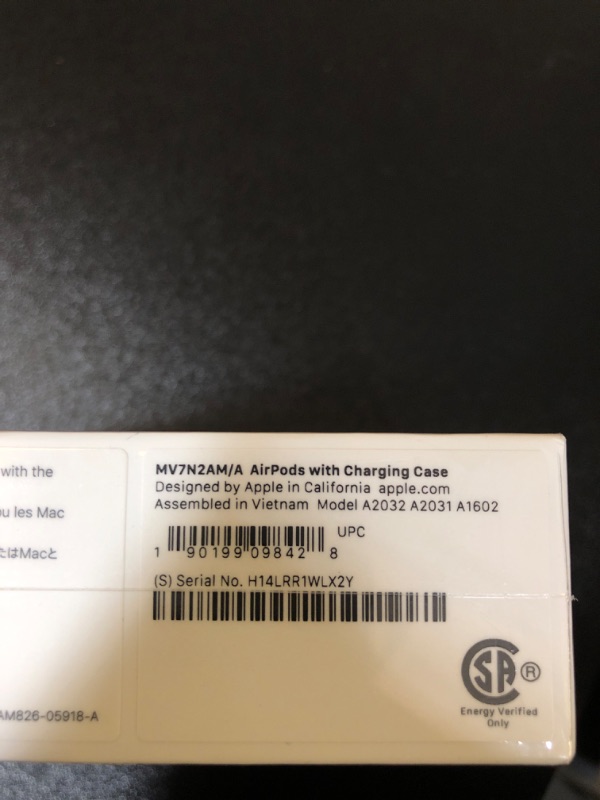 with the
ou les Mac
たはMacと
AM826-05918-A
MV7N2AM/A AirPods with Charging Case
Designed by Apple in California apple.com
Assembled in Vietnam Model A2032 A2031 A1602
UPC
1 90199 09842 8
(S) Serial No. H14LRR1WLX2Y
SA ®
Energy Verified
Only